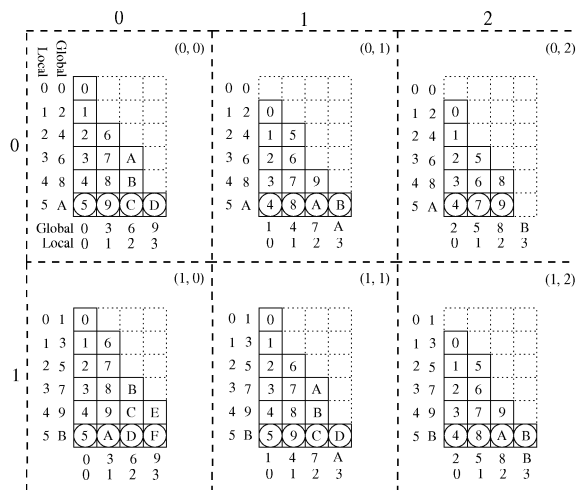 0 1 2
(0, 0) (0, 1) (0, 2)
Local Global
0
0 0 0
1 2 1
2 4 2 6
3 6 3 7 A
4 8 4 8 B
5 A 5 9 C D
Global 0 3 6 9
Local 0 1 2 3
0 0
1 2 0
2 4 1 5
3 6 2 6
4 8 3 7 9
5 A 4 8 A B
1 4 7 A
0 1 2 3
0 0
1 2 0
2 4 1
3 6 2 5
4 8 3 6 8
5 A 4 7 9
2 5 8 B
0 1 2 3
(1, 0) (1, 1) (1, 2)
1
0 1 0
1 3 1 6
2 5 2 7
3 7 3 8 B
4 9 4 9 C E
5 B 5 A D F
0 3 6 9
0 1 2 3
0 1 0
1 3 1
2 5 2 6
3 7 3 7 A
4 9 4 8 B
5 B 5 9 C D
1 4 7 A
0 1 2 3
0 1
1 3 0
2 5 1 5
3 7 2 6
4 9 3 7 9
5 B 4 8 A B
2 5 8 B
0 1 2 3